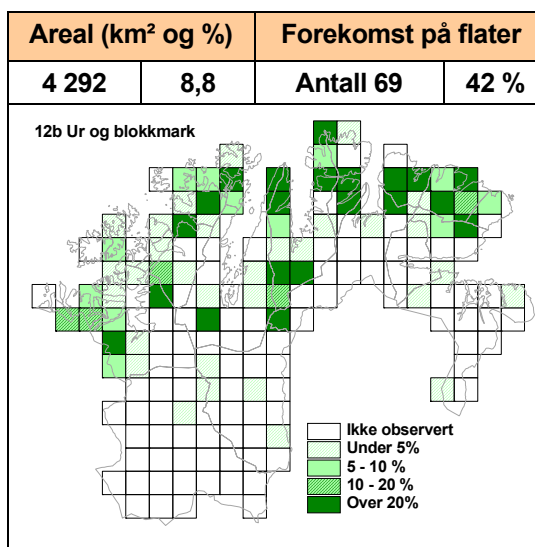 Areal (km² og %) Forekomst på flater
4 292 8,8 Antall 69 42 %
12b Ur og blokkmark
Ikke observert
Under 5%
5 - 10 %
10 - 20 %
Over 20%